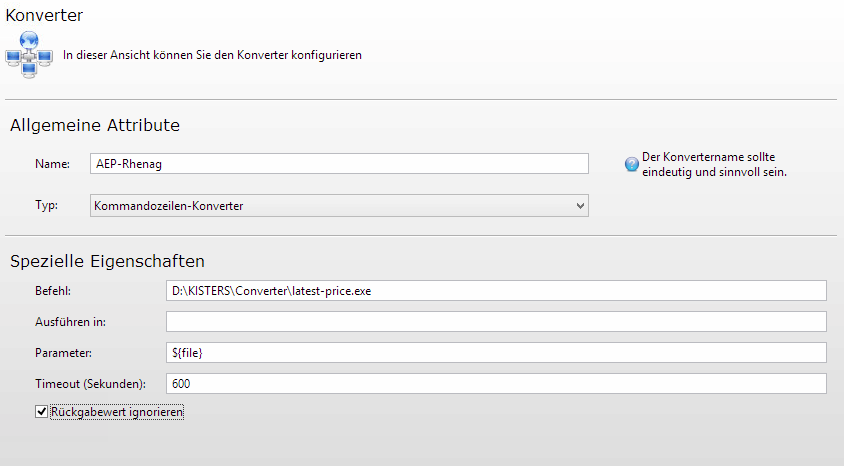 Konverter
In dieser Ansicht können Sie den Konverter konfigurieren
Allgemeine Attribute
Name: AEP-Rhenag
Der Konvertername sollte
eindeutig und sinnvoll sein.
Typ: Kommandozeilen-Konverter
Spezielle Eigenschaften
Befehl: D:\KISTERS\Converter\latest-price.exe
Ausführen in:
Parameter: ${file}
Timeout (Sekunden): 600
Rückgabewert ignorieren